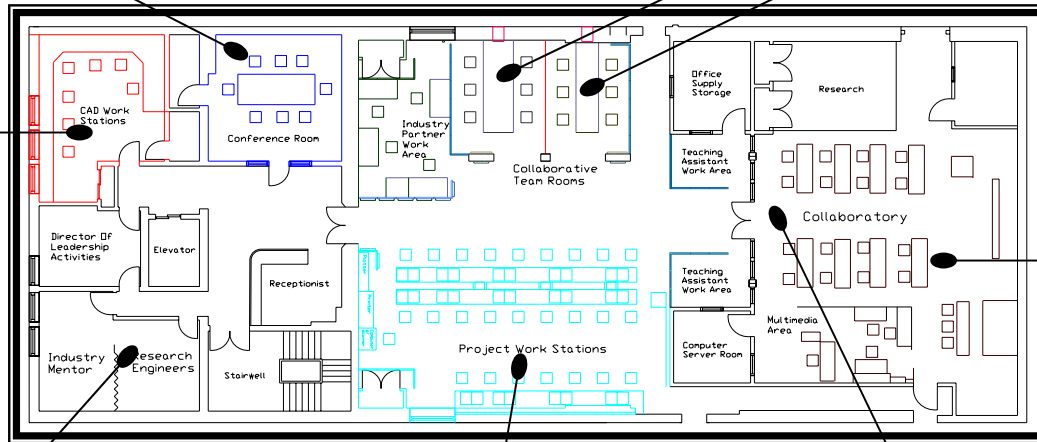 CAD Work
Stations
Conference Room
Industry
Partner
Work
Area
Collaborative
Team Rooms
Office
Supply
Storage
Research
Teaching
Assistant
Work Area
Collaboratory
Director Of
Leadership
Activities
Elevator
Receptionist
Plotter
Printer
Teaching
Assistant
Work Area
Multimedia
Area
Computer
Server Room
Project Work Stations
Industry
Mentor
Research
Engineers
Stairwell